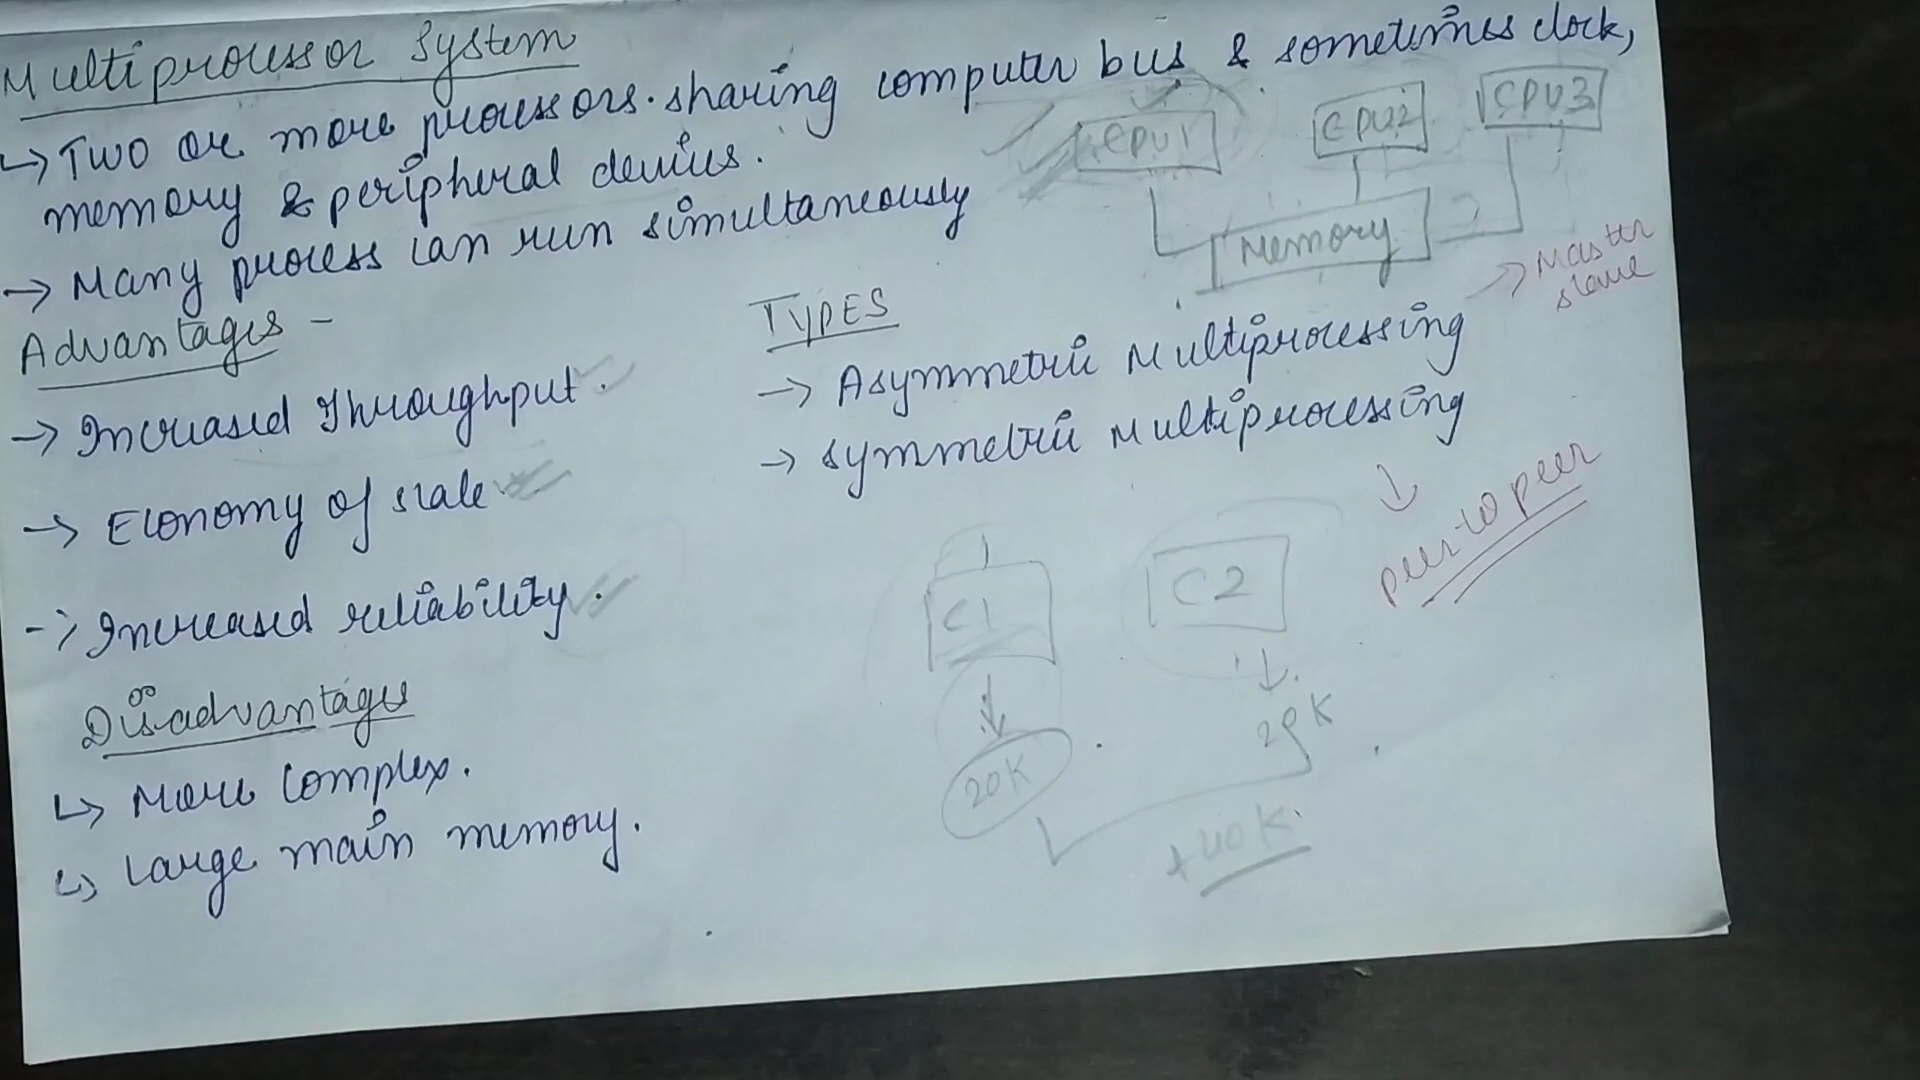 Multiprocessor System
↳ Two or more processors. sharing computer bus & sometimes clock,
memory & peripheral devices.
→ Many process can run simultaneously
CPU1
CPU2
CPU3
Memory
Advantages -
→ Increased Throughput.
→ Economy of scale
→ Increased reliability.
Disadvantages
↳ More Complex.
↳ Large main memory.
TYPES
→ Asymmetric Multiprocessing
→ Master
slave
→ Symmetric Multiprocessing
↓
peer to peer
C1
C2
↓
↓
20K
20K
+40K.